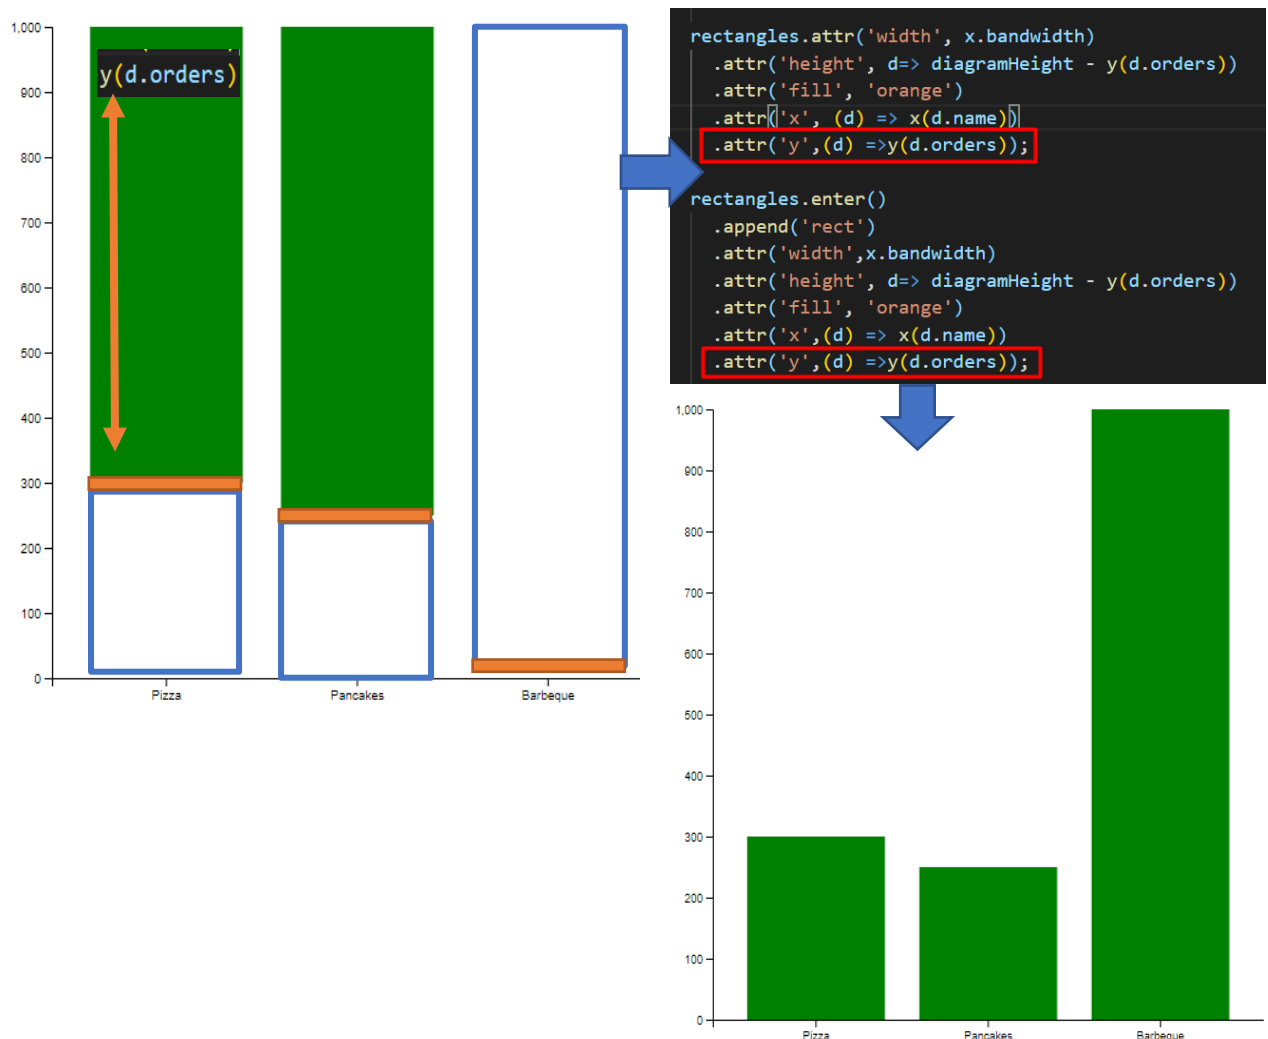 1,000
y(d.orders)
900
800
700
600
500
400
300
200
100
0
Pizza
Pancakes
Barbeque
rectangles.attr('width', x.bandwidth)
.attr('height', d=> diagramHeight - y(d.orders))
.attr('fill', 'orange')
.attr('x', (d) => x(d.name))
.attr('y',(d) =>y(d.orders));
rectangles.enter()
.append('rect')
.attr('width',x.bandwidth)
.attr('height', d=> diagramHeight - y(d.orders))
.attr('fill', 'orange')
.attr('x',(d) => x(d.name))
.attr('y',(d) =>y(d.orders));
1,000
900
800
700
600
500
400
300
200
100
0
Pizza
Pancakes
Barbeque